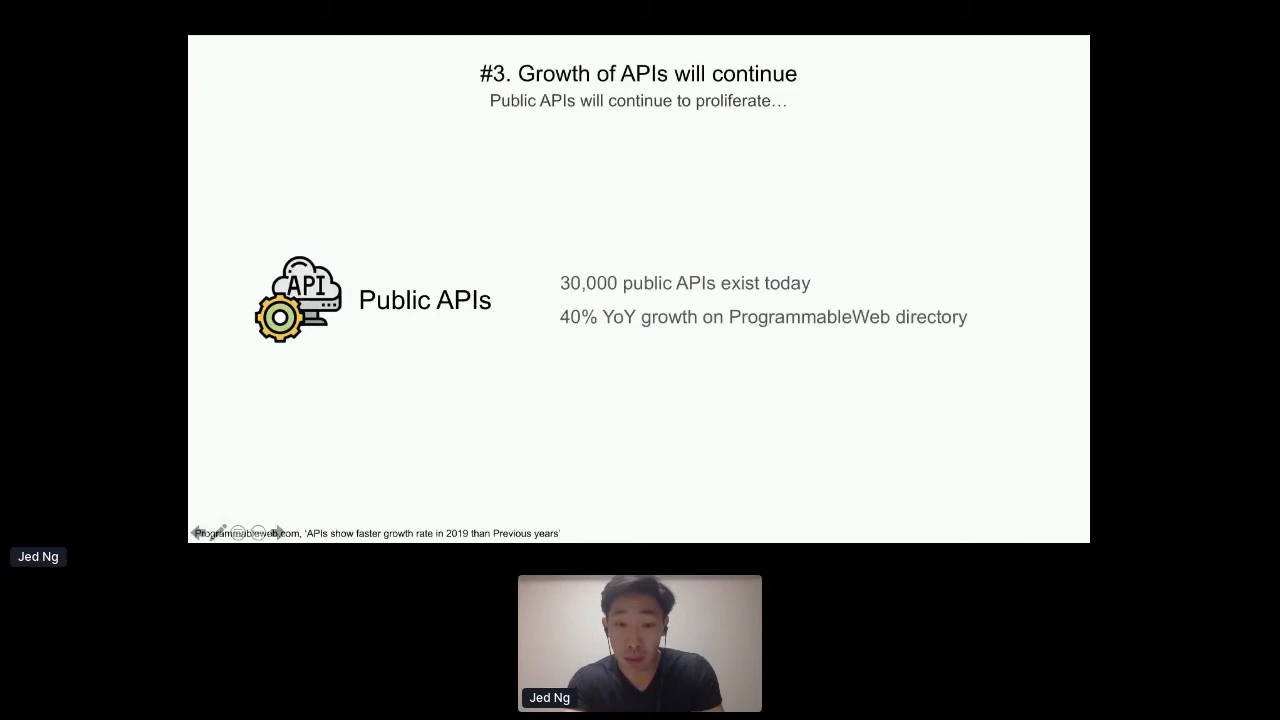 #3. Growth of APIs will continue
Public APIs will continue to proliferate…
API
Public APIs
30,000 public APIs exist today
40% YoY growth on ProgrammableWeb directory
Programmableweb.com, ‘APIs show faster growth rate in 2019 than Previous years’
Jed Ng
Jed Ng